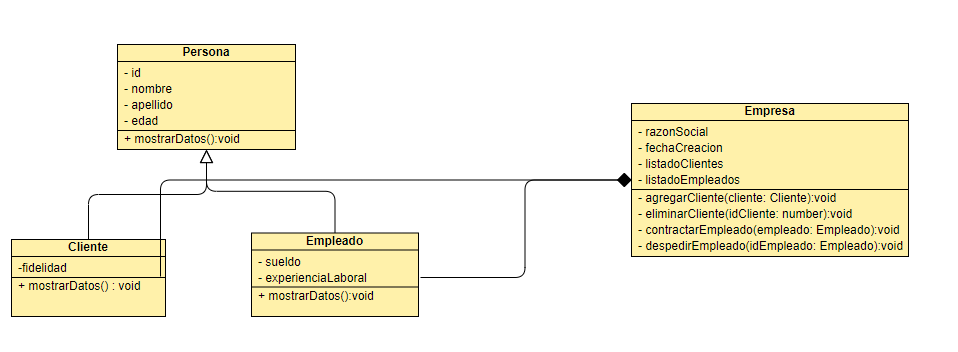 Persona
- id
- nombre
- apellido
- edad
+ mostrarDatos():void
Empresa
- razonSocial
- fechaCreacion
- listadoClientes
- listadoEmpleados
- agregarCliente(cliente: Cliente):void
- eliminarCliente(idCliente: number):void
- contractarEmpleado(empleado: Empleado):void
- despedirEmpleado(idEmpleado: Empleado):void
Cliente
-fidelidad
+ mostrarDatos() : void
Empleado
- sueldo
- experienciaLaboral
+ mostrarDatos():void